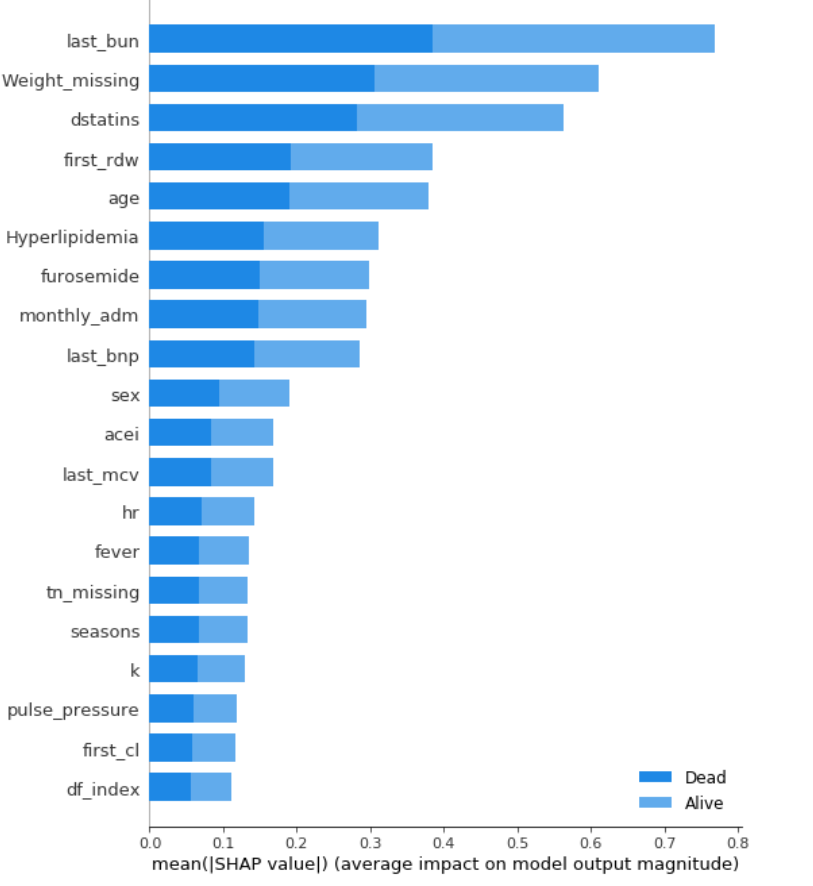 last_bun
Weight_missing
dstatins
first_rdw
age
Hyperlipidemia
furosemide
monthly_adm
last_bnp
sex
acei
last_mcv
hr
fever
tn_missing
seasons
k
pulse_pressure
first_cl
df_index
Dead
Alive
0.0 0.1 0.2 0.3 0.4 0.5 0.6 0.7 0.8
mean(|SHAP value|) (average impact on model output magnitude)